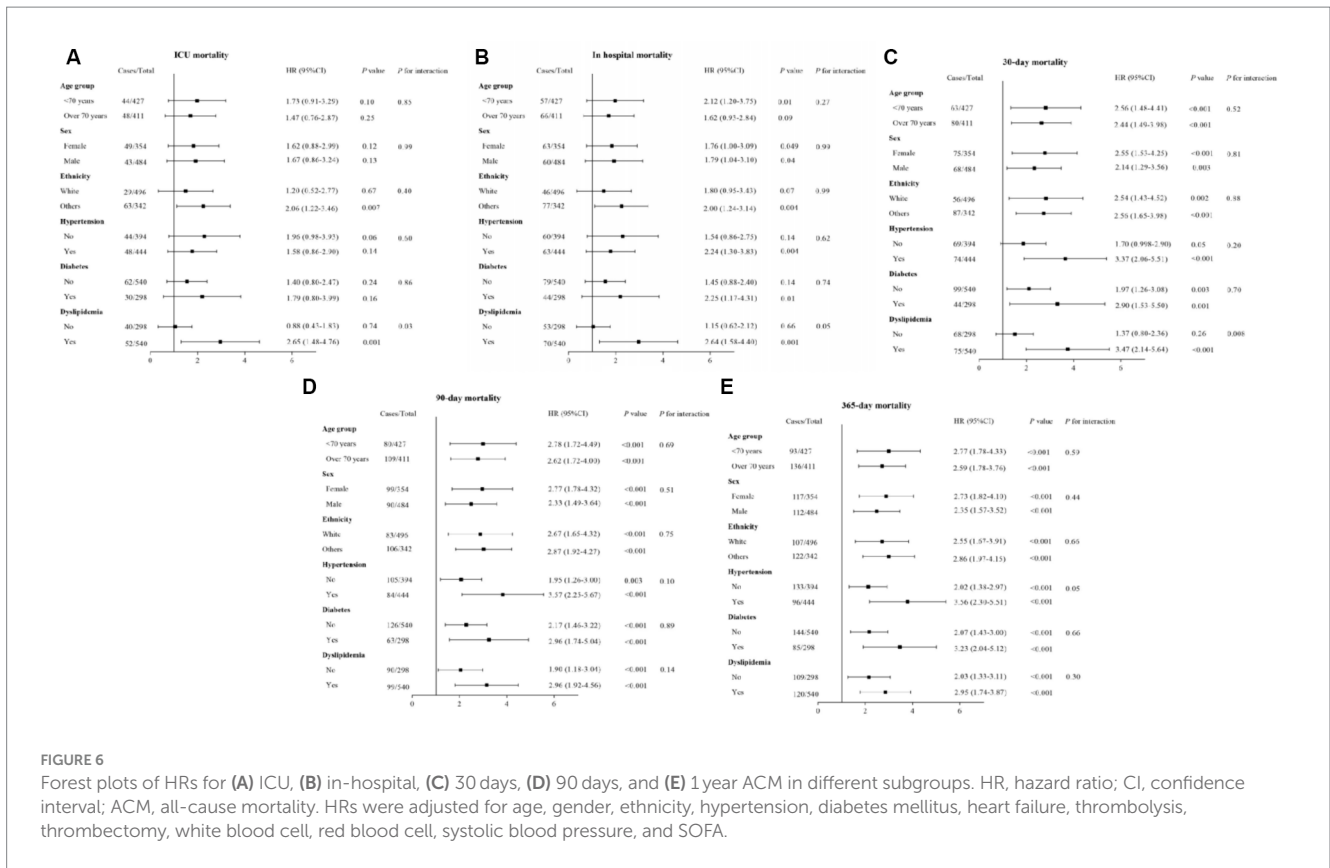 A
ICU mortality
Cases/Total HR (95%CI) P value P for interaction
Age group
<70 years 44/427 1.73 (0.91-3.29) 0.10 0.85
Over 70 years 48/411 1.47 (0.76-2.87) 0.25
Sex
Female 49/354 1.62 (0.88-2.99) 0.12 0.99
Male 43/484 1.67 (0.86-3.24) 0.13
Ethnicity
White 29/496 1.20 (0.52-2.77) 0.67 0.40
Others 63/342 2.06 (1.22-3.46) 0.007
Hypertension
No 44/394 1.96 (0.98-3.92) 0.06 0.60
Yes 48/444 1.58 (0.86-2.90) 0.14
Diabetes
No 62/540 1.40 (0.80-2.47) 0.24 0.86
Yes 30/298 1.79 (0.80-3.99) 0.16
Dyslipidemia
No 40/298 0.88 (0.43-1.83) 0.74 0.03
Yes 52/540 2.65 (1.48-4.76) 0.001
0 2 4 6
B
In hospital mortality
Cases/Total HR (95%CI) P value P for interaction
Age group
<70 years 57/427 2.12 (1.20-3.75) 0.01 0.27
Over 70 years 66/411 1.62 (0.93-2.84) 0.09
Sex
Female 63/354 1.76 (1.00-3.09) 0.049 0.99
Male 60/484 1.79 (1.04-3.10) 0.04
Ethnicity
White 46/496 1.80 (0.95-3.43) 0.07 0.99
Others 77/342 2.00 (1.24-3.14) 0.004
Hypertension
No 60/394 1.54 (0.86-2.75) 0.14 0.62
Yes 63/444 2.24 (1.30-3.83) 0.004
Diabetes
No 79/540 1.45 (0.88-2.40) 0.14 0.74
Yes 44/298 2.25 (1.17-4.31) 0.01
Dyslipidemia
No 53/298 1.15 (0.62-2.12) 0.66 0.05
Yes 70/540 2.64 (1.58-4.40) 0.001
0 2 4 6
C
30-day mortality
Cases/Total HR (95%CI) P value P for interaction
Age group
<70 years 63/427 2.56 (1.48-4.41) <0.001 0.52
Over 70 years 80/411 2.44 (1.49-3.98) <0.001
Sex
Female 75/354 2.55 (1.53-4.25) <0.001 0.81
Male 68/484 2.14 (1.29-3.56) 0.003
Ethnicity
White 56/496 2.54 (1.43-4.52) 0.002 0.88
Others 87/342 2.56 (1.65-3.98) <0.001
Hypertension
No 69/394 1.70 (0.998-2.90) 0.05 0.20
Yes 74/444 3.37 (2.06-5.51) <0.001
Diabetes
No 99/540 1.97 (1.26-3.08) 0.003 0.70
Yes 44/298 2.90 (1.53-5.50) 0.001
Dyslipidemia
No 68/298 1.37 (0.80-2.36) 0.26 0.008
Yes 75/540 3.47 (2.14-5.64) <0.001
0 2 4 6
D
90-day mortality
Cases/Total HR (95%CI) P value P for interaction
Age group
<70 years 80/427 2.78 (1.72-4.49) <0.001 0.69
Over 70 years 109/411 2.62 (1.72-4.00) <0.001
Sex
Female 99/354 2.77 (1.78-4.32) <0.001 0.51
Male 90/484 2.33 (1.49-3.64) <0.001
Ethnicity
White 83/496 2.67 (1.65-4.32) <0.001 0.75
Others 106/342 2.87 (1.92-4.27) <0.001
Hypertension
No 105/394 1.95 (1.26-3.00) 0.003 0.10
Yes 84/444 3.57 (2.25-5.67) <0.001
Diabetes
No 126/540 2.17 (1.46-3.22) <0.001 0.89
Yes 63/298 2.96 (1.74-5.04) <0.001
Dyslipidemia
No 90/298 1.90 (1.18-3.04) <0.001 0.14
Yes 99/540 2.96 (1.92-4.56) <0.001
0 2 4 6
E
365-day mortality
Cases/Total HR (95%CI) P value P for interaction
Age group
<70 years 93/427 2.77 (1.78-4.33) <0.001 0.59
Over 70 years 136/411 2.59 (1.78-3.76) <0.001
Sex
Female 117/354 2.73 (1.82-4.10) <0.001 0.44
Male 112/484 2.35 (1.57-3.52) <0.001
Ethnicity
White 107/496 2.55 (1.67-3.91) <0.001 0.66
Others 122/342 2.86 (1.97-4.15) <0.001
Hypertension
No 133/394 2.02 (1.38-2.97) <0.001 0.05
Yes 96/444 3.56 (2.30-5.51) <0.001
Diabetes
No 144/540 2.07 (1.43-3.00) <0.001 0.66
Yes 85/298 3.23 (2.04-5.12) <0.001
Dyslipidemia
No 109/298 2.03 (1.33-3.11) <0.001 0.30
Yes 120/540 2.95 (1.74-3.87) <0.001
0 2 4 6
FIGURE 6
Forest plots of HRs for (A) ICU, (B) in-hospital, (C) 30 days, (D) 90 days, and (E) 1 year ACM in different subgroups. HR, hazard ratio; CI, confidence
interval; ACM, all-cause mortality. HRs were adjusted for age, gender, ethnicity, hypertension, diabetes mellitus, heart failure, thrombolysis,
thrombectomy, white blood cell, red blood cell, systolic blood pressure, and SOFA.